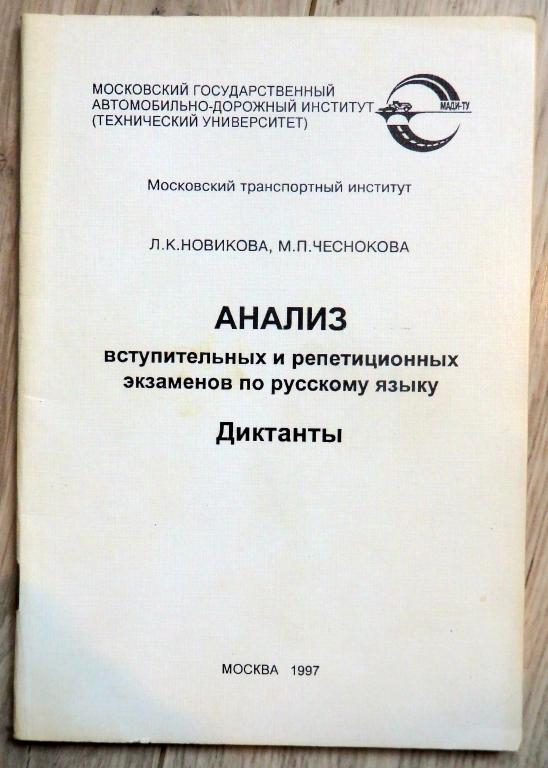 МОСКОВСКИЙ ГОСУДАРСТВЕННЫЙ
АВТОМОБИЛЬНО-ДОРОЖНЫЙ ИНСТИТУТ
(ТЕХНИЧЕСКИЙ УНИВЕРСИТЕТ)
МАДИ-ТУ
Московский транспортный институт
Л.К.НОВИКОВА, М.П.ЧЕСНОКОВА
АНАЛИЗ
вступительных и репетиционных
экзаменов по русскому языку
Диктанты
МОСКВА 1997